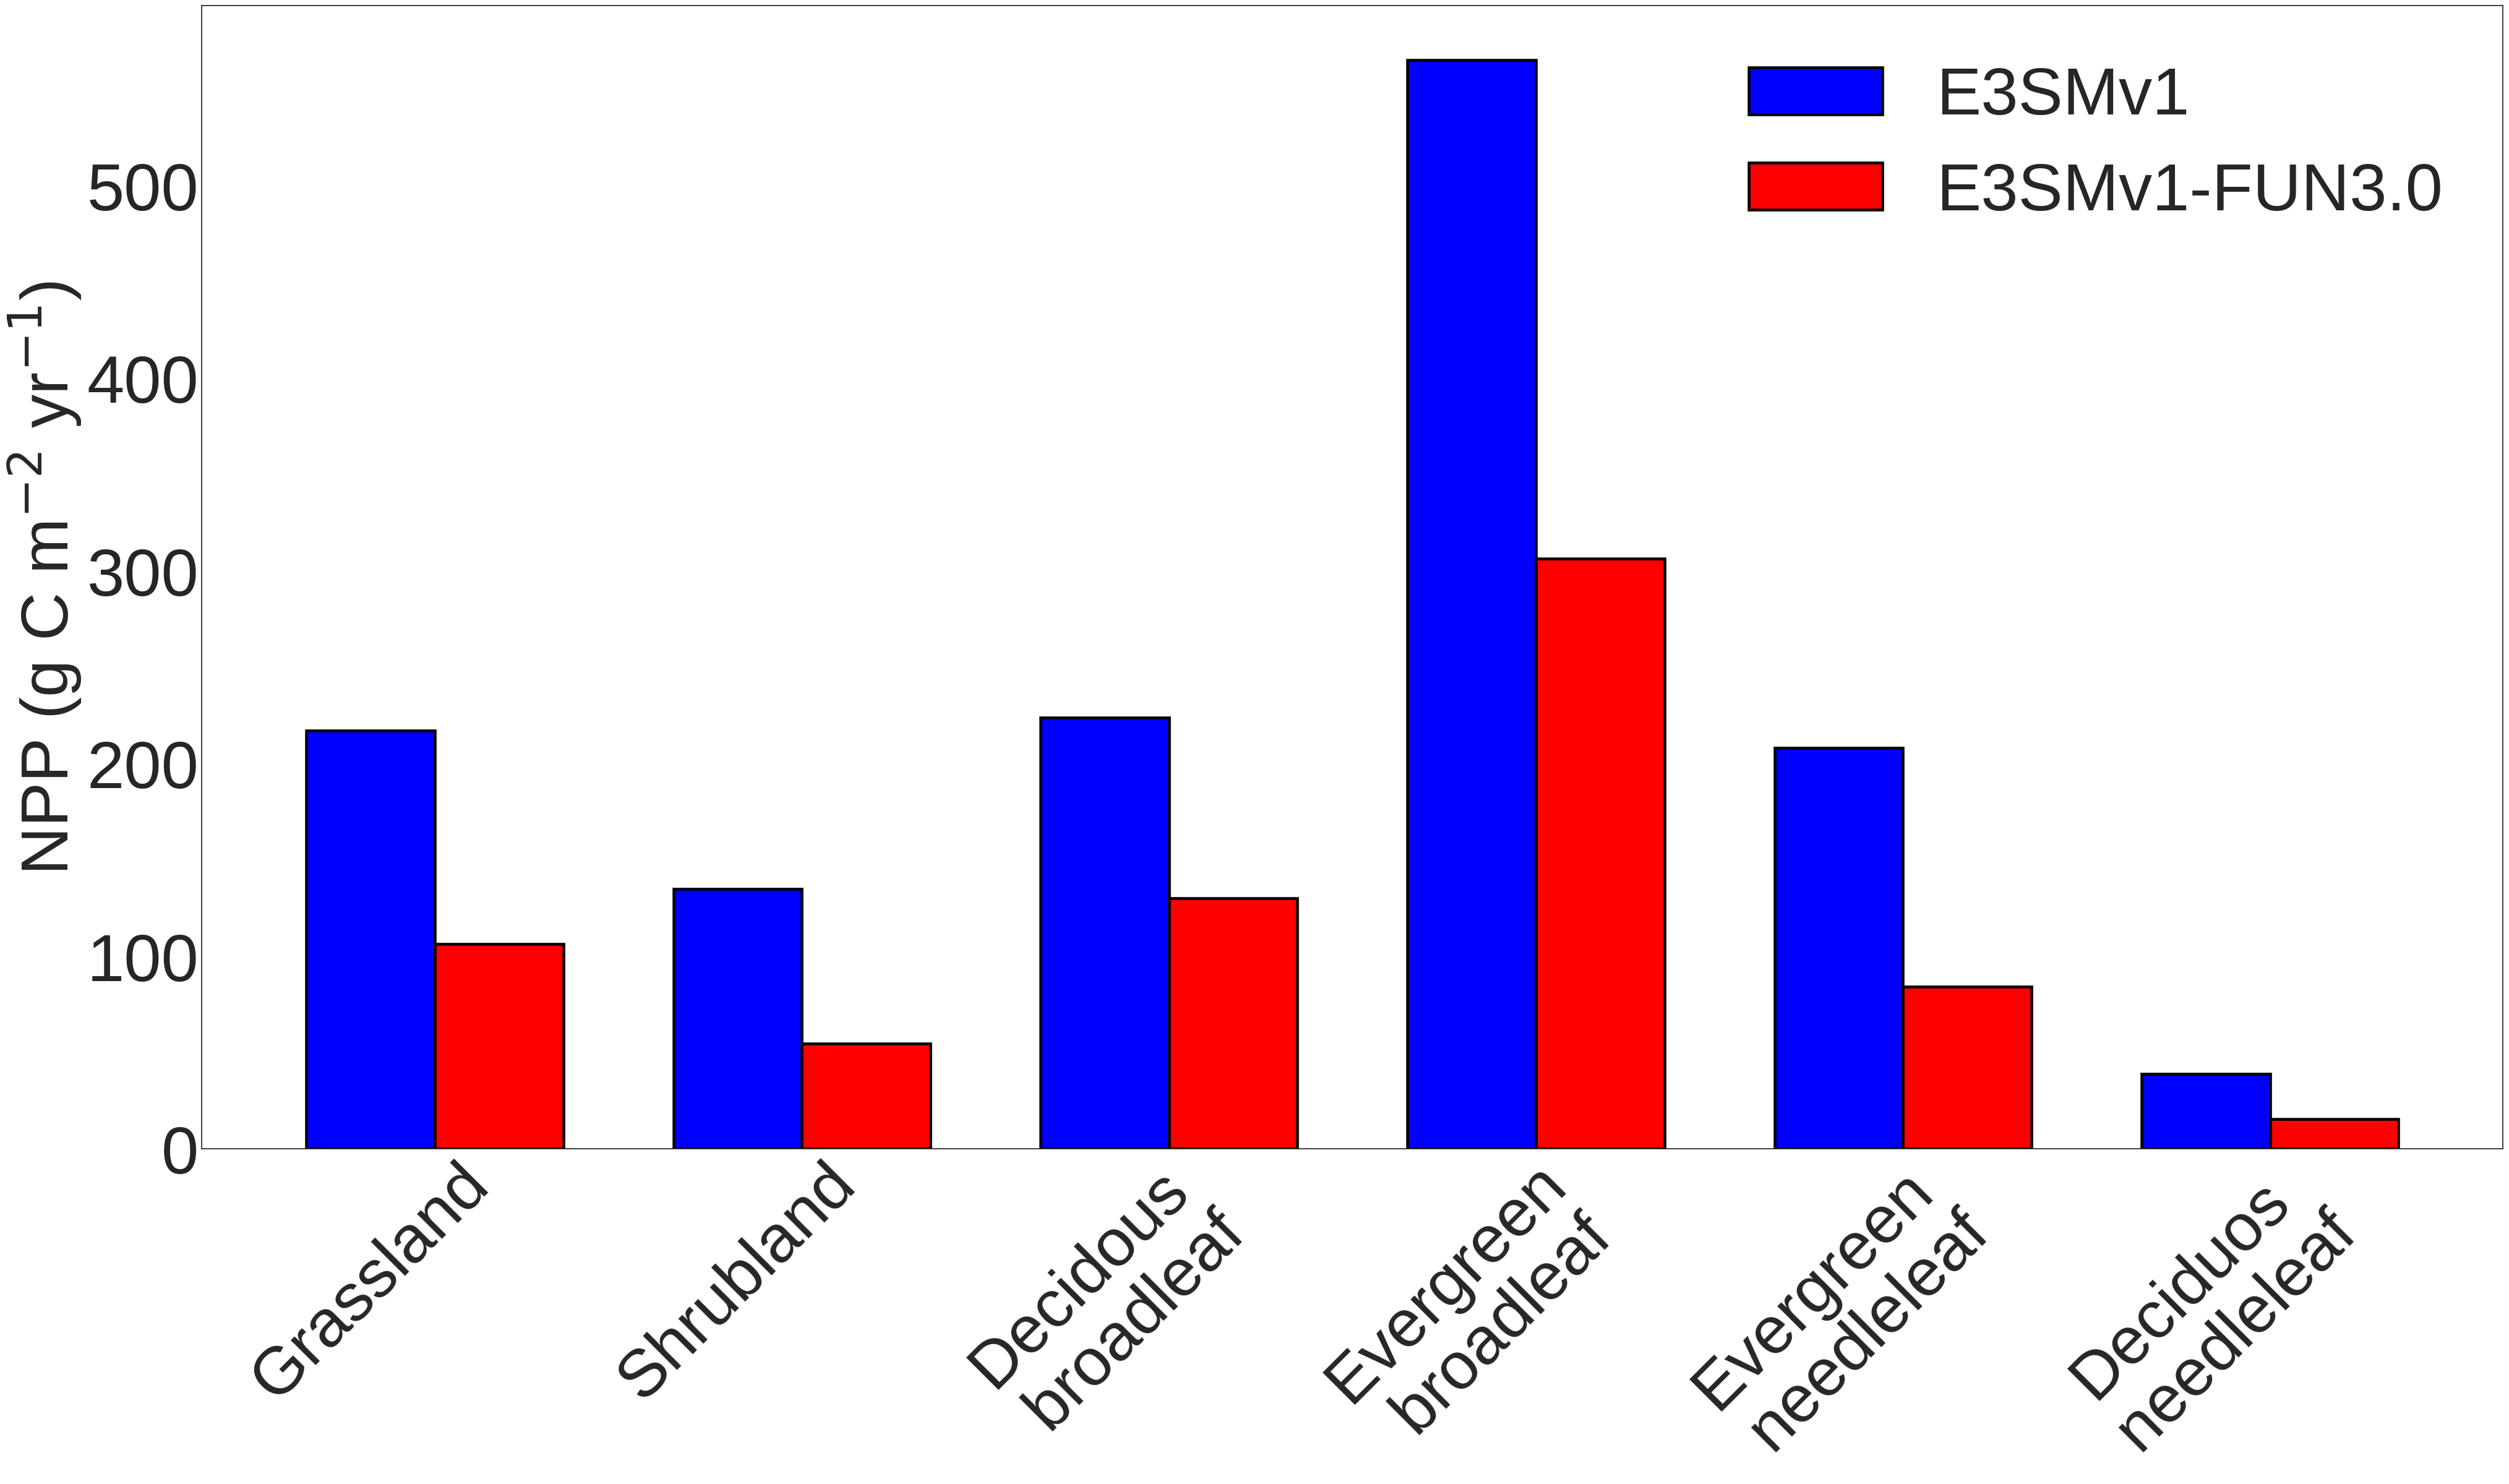 E3SMv1
E3SMv1-FUN3.0
NPP (g C m⁻² yr⁻¹)
500
400
300
200
100
0
Grassland
Shrubland
Decidous
broadleaf
Evergreen
broadleaf
Evergreen
needleleaf
Deciduos
needleleaf